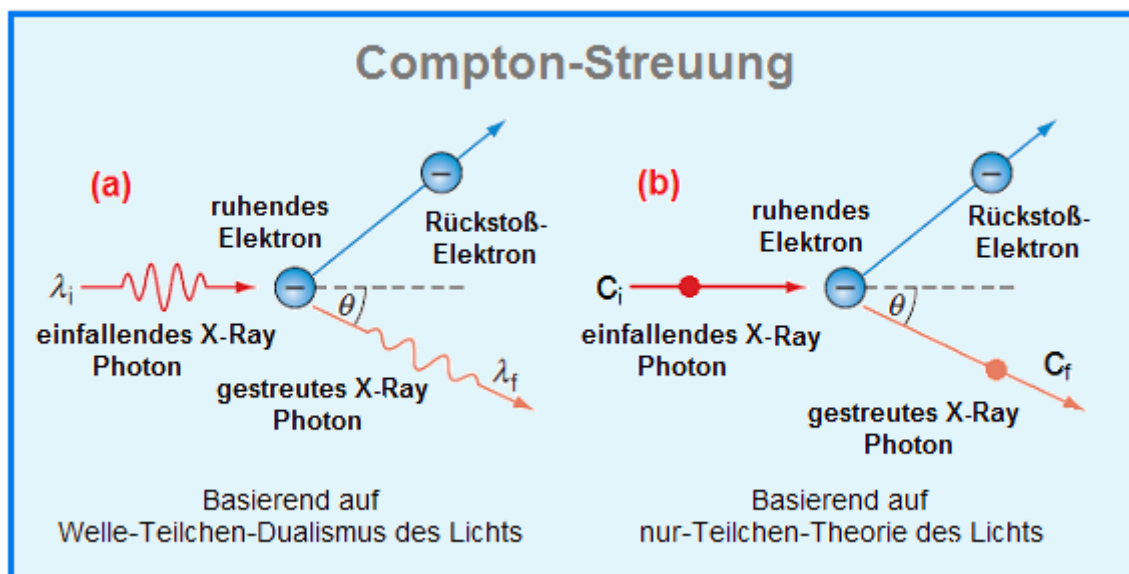 Compton-Streuung
(a)
ruhendes
Elektron
Rückstoß-
Elektron
λi
θ
einfallendes X-Ray
Photon
λf
gestreutes X-Ray
Photon
Basierend auf
Welle-Teilchen-Dualismus des Lichts
(b)
ruhendes
Elektron
Rückstoß-
Elektron
Ci
θ
einfallendes X-Ray
Photon
Cf
gestreutes X-Ray
Photon
Basierend auf
nur-Teilchen-Theorie des Lichts